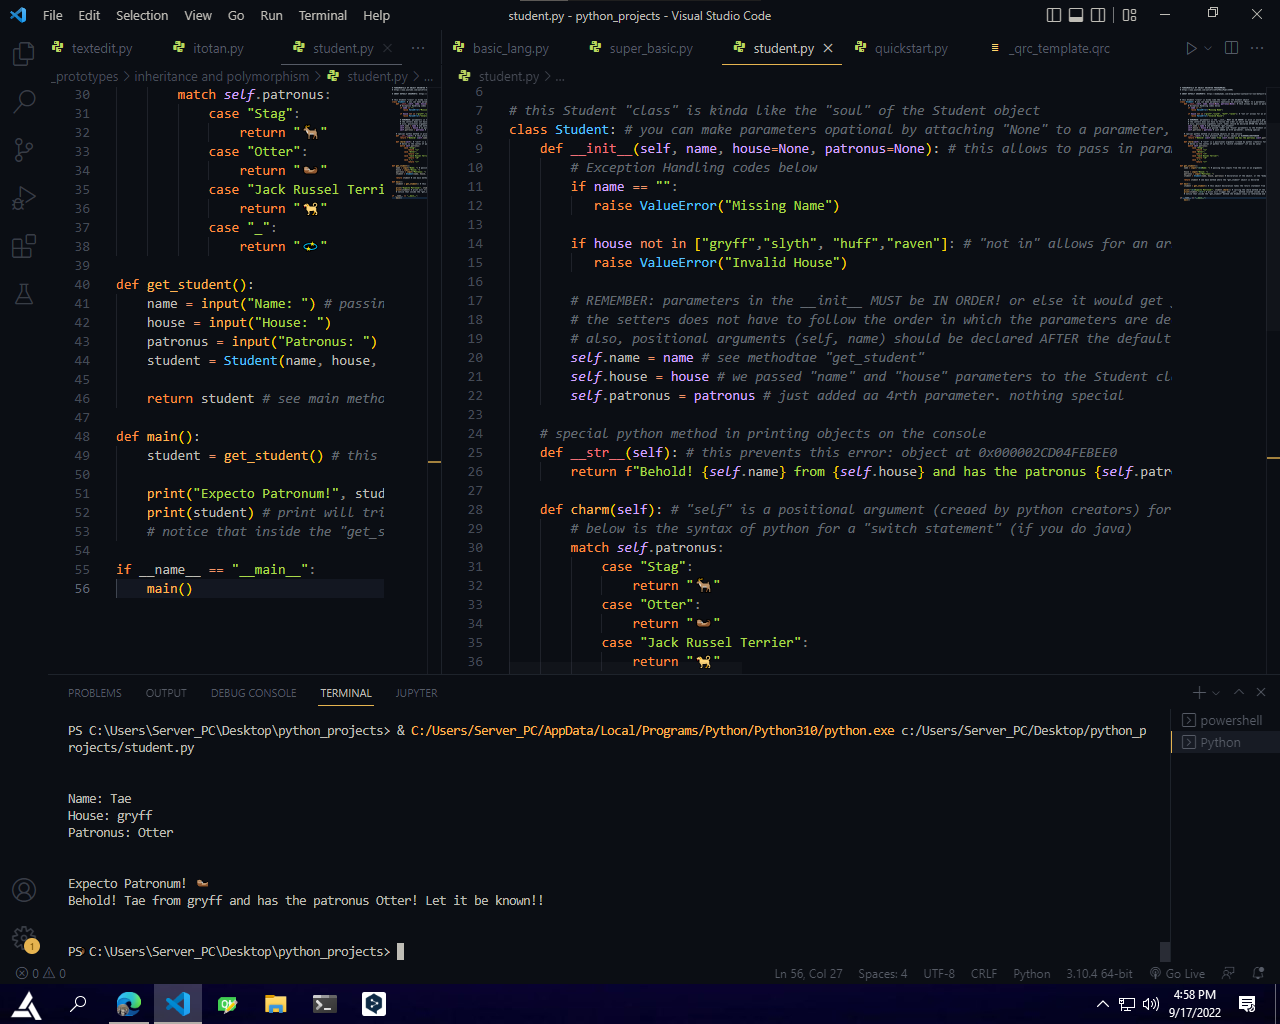 File Edit Selection View Go Run Terminal Help
student.py - python_projects - Visual Studio Code
textedit.py itotan.py student.py
_prototypes > inheritance and polymorphism > student.py > ...
30 match self.patronus:
31 case "Stag":
32 return "🐂"
33 case "Otter":
34 return "🦦"
35 case "Jack Russel Terri
36 return "🐕"
37 case "_":
38 return "💫"
39
40 def get_student():
41 name = input("Name: ") # passin
42 house = input("House: ")
43 patronus = input("Patronus: ")
44 student = Student(name, house,
45
46 return student # see main metho
47
48 def main():
49 student = get_student() # this
50
51 print("Expecto Patronum!", stud
52 print(student) # print will tri
53 # notice that inside the "get_s
54
55 if __name__ == "__main__":
56 main()
basic_lang.py super_basic.py student.py quickstart.py _qrc_template.qrc
student.py > ...
6
7 # this Student "class" is kinda like the "soul" of the Student object
8 class Student: # you can make parameters opational by attaching "None" to a parameter,
9 def __init__(self, name, house=None, patronus=None): # this allows to pass in para
10 # Exception Handling codes below
11 if name == "":
12 raise ValueError("Missing Name")
13
14 if house not in ["gryff","slyth", "huff","raven"]: # "not in" allows for an ar
15 raise ValueError("Invalid House")
16
17 # REMEMBER: parameters in the __init__ MUST be IN ORDER! or else it would get
18 # the setters does not have to follow the order in which the parameters are de
19 # also, positional arguments (self, name) should be declared AFTER the default
20 self.name = name # see methodtae "get_student"
21 self.house = house # we passed "name" and "house" parameters to the Student cl
22 self.patronus = patronus # just added aa 4rth parameter. nothing special
23
24 # special python method in printing objects on the console
25 def __str__(self): # this prevents this error: object at 0x000002CD04FEBEE0
26 return f"Behold! {self.name} from {self.house} and has the patronus {self.patr
27
28 def charm(self): # "self" is a positional argument (creaed by python creators) for
29 # below is the syntax of python for a "switch statement" (if you do java)
30 match self.patronus:
31 case "Stag":
32 return "🐂"
33 case "Otter":
34 return "🦦"
35 case "Jack Russel Terrier":
36 return "🐕"
PROBLEMS OUTPUT DEBUG CONSOLE TERMINAL JUPYTER
PS C:\Users\Server_PC\Desktop\python_projects> & C:/Users/Server_PC/AppData/Local/Programs/Python/Python310/python.exe c:/Users/Server_PC/Desktop/python_p
rojects/student.py
Name: Tae
House: gryff
Patronus: Otter
Expecto Patronum! 🦦
Behold! Tae from gryff and has the patronus Otter! Let it be known!!
PS C:\Users\Server_PC\Desktop\python_projects>
powershell
Python
1
0 0
Ln 56, Col 27 Spaces: 4 UTF-8 CRLF Python 3.10.4 64-bit Go Live
4:58 PM
9/17/2022